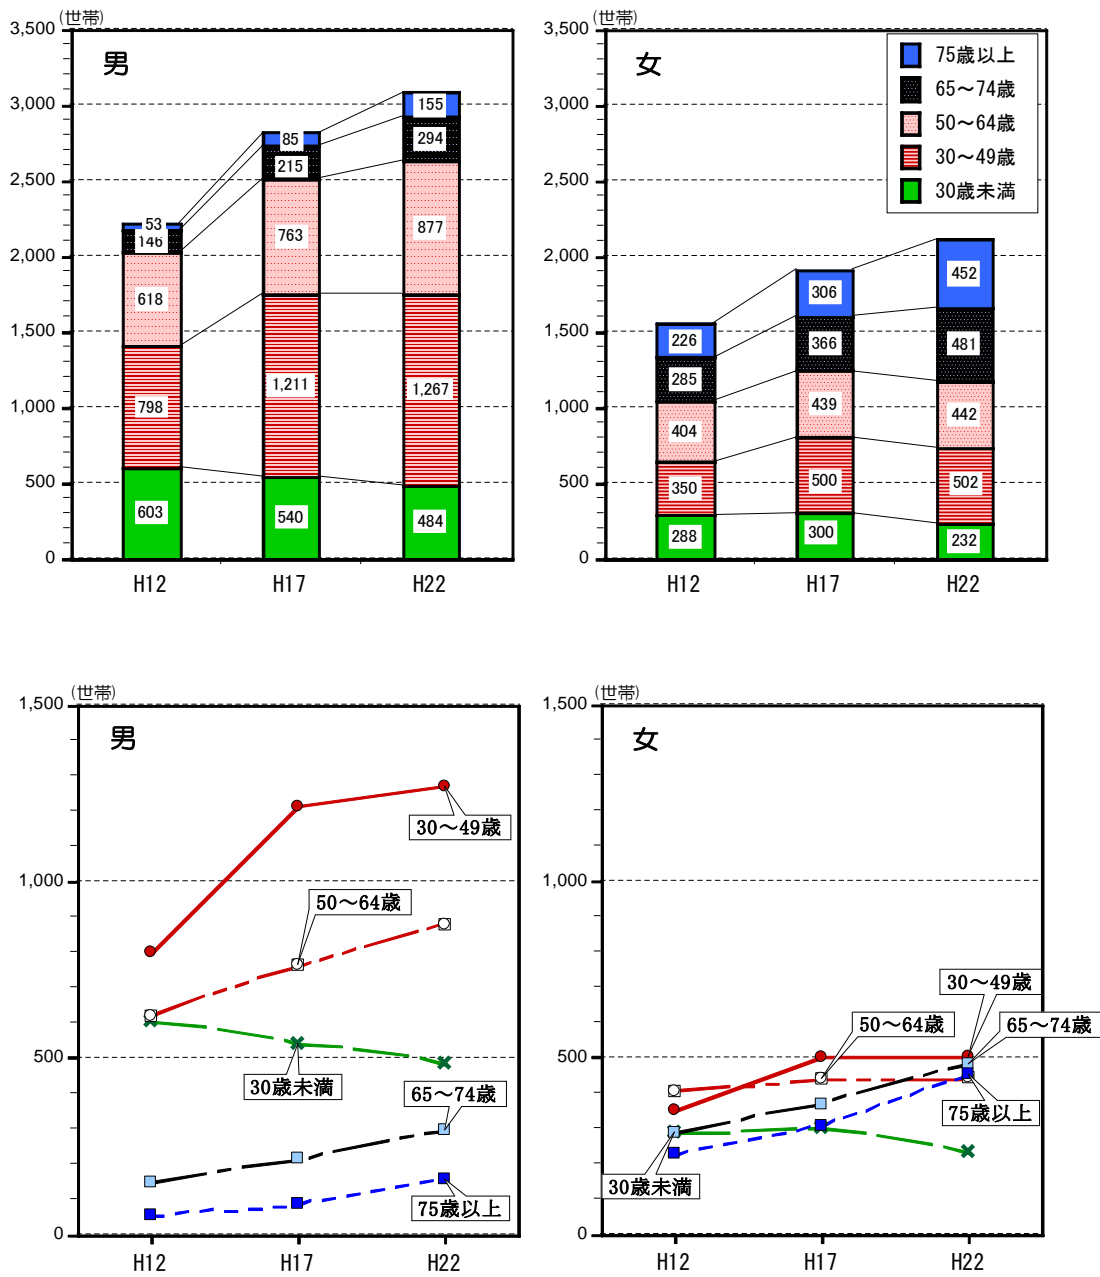 (世帯)
3,500
3,000
2,500
2,000
1,500
1,000
500
0
男
53
146
618
798
603
85
215
763
1,211
540
155
294
877
1,267
484
H12
H17
H22
(世帯)
3,500
3,000
2,500
2,000
1,500
1,000
500
0
女
75歳以上
65～74歳
50～64歳
30～49歳
30歳未満
226
285
404
350
288
306
366
439
500
300
452
481
442
502
232
H12
H17
H22
(世帯)
1,500
1,000
500
0
男
30～49歳
50～64歳
30歳未満
65～74歳
75歳以上
H12
H17
H22
(世帯)
1,500
1,000
500
0
女
30～49歳
50～64歳
65～74歳
75歳以上
30歳未満
H12
H17
H22